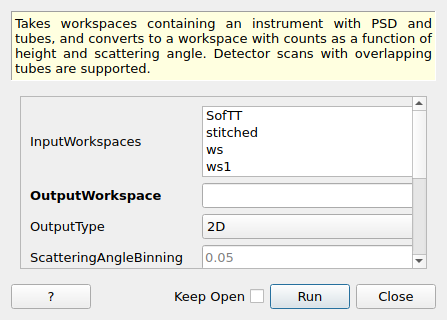 Takes workspaces containing an instrument with PSD and
tubes, and converts to a workspace with counts as a function of
height and scattering angle. Detector scans with overlapping
tubes are supported.
SofTT
stitched
InputWorkspaces
ws
ws1
OutputWorkspace
OutputType 2D
ScatteringAngleBinning 0.05
? Keep Open Run Close